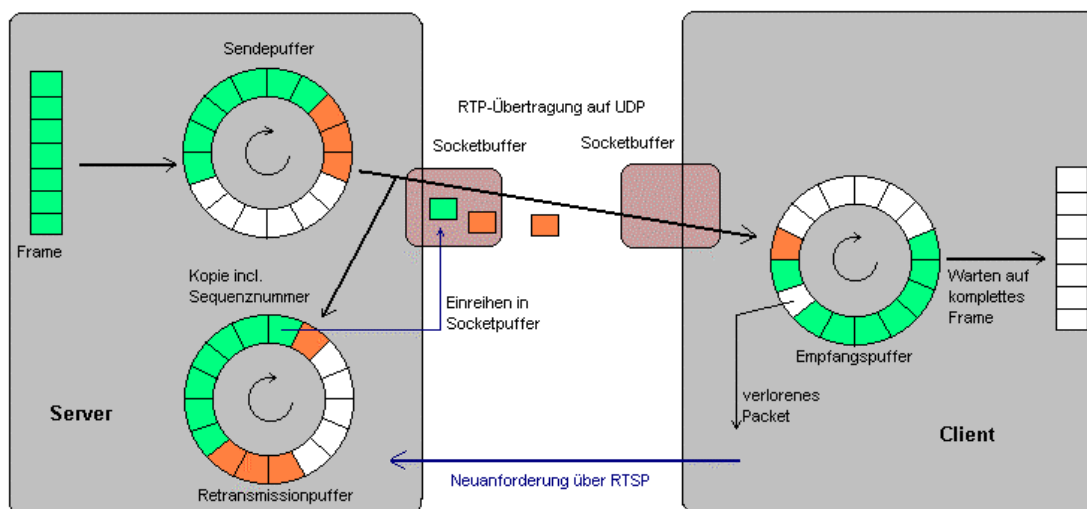 Sendepuffer
RTP-Übertragung auf UDP
Socketbuffer
Socketbuffer
Frame
Kopie incl.
Sequenznummer
Einreihen in
Socketpuffer
Warten auf
komplettes
Frame
Empfangspuffer
verlorenes
Packet
Server
Client
Neuanforderung über RTSP
Retransmissionpuffer